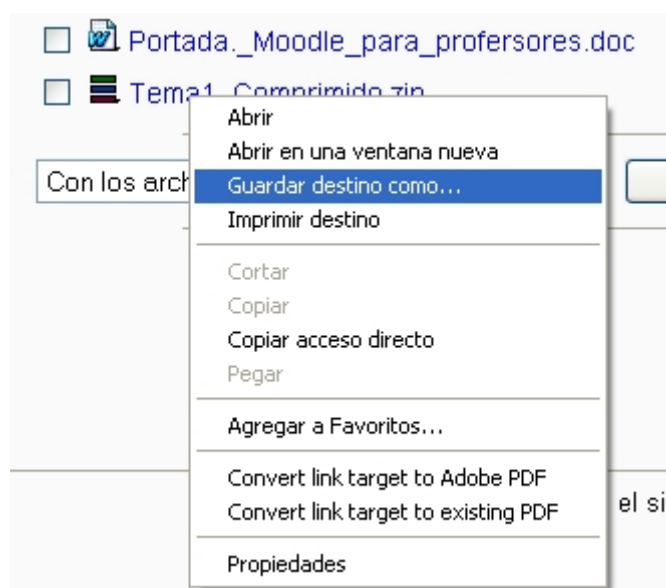 Portada._Moodle_para_profersores.doc
Tema1_Comprimido.zip
Abrir
Abrir en una ventana nueva
Con los arch
Guardar destino como...
Imprimir destino
Cortar
Copiar
Copiar acceso directo
Pegar
Agregar a Favoritos...
Convert link target to Adobe PDF
Convert link target to existing PDF
el si
Propiedades